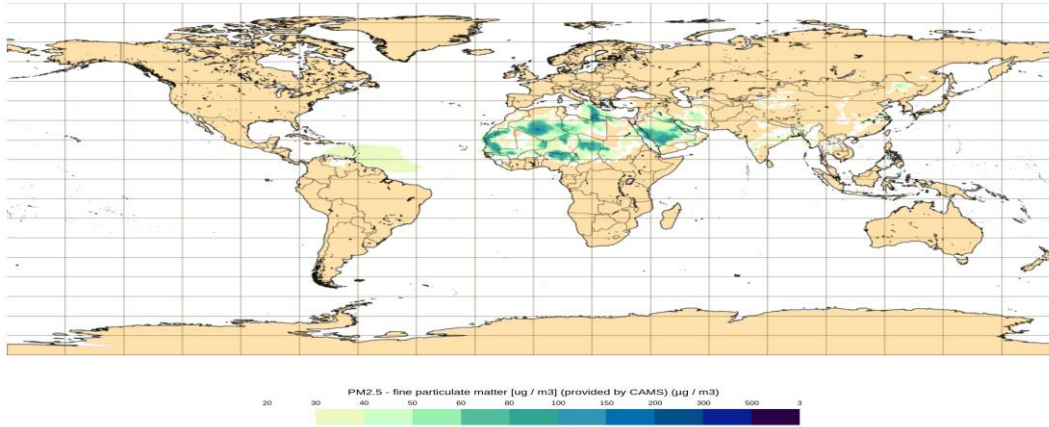 PM2.5 - fine particulate matter [ug / m3] (provided by CAMS) (µg / m3)
20 30 40 50 60 80 100 150 200 300 500 3